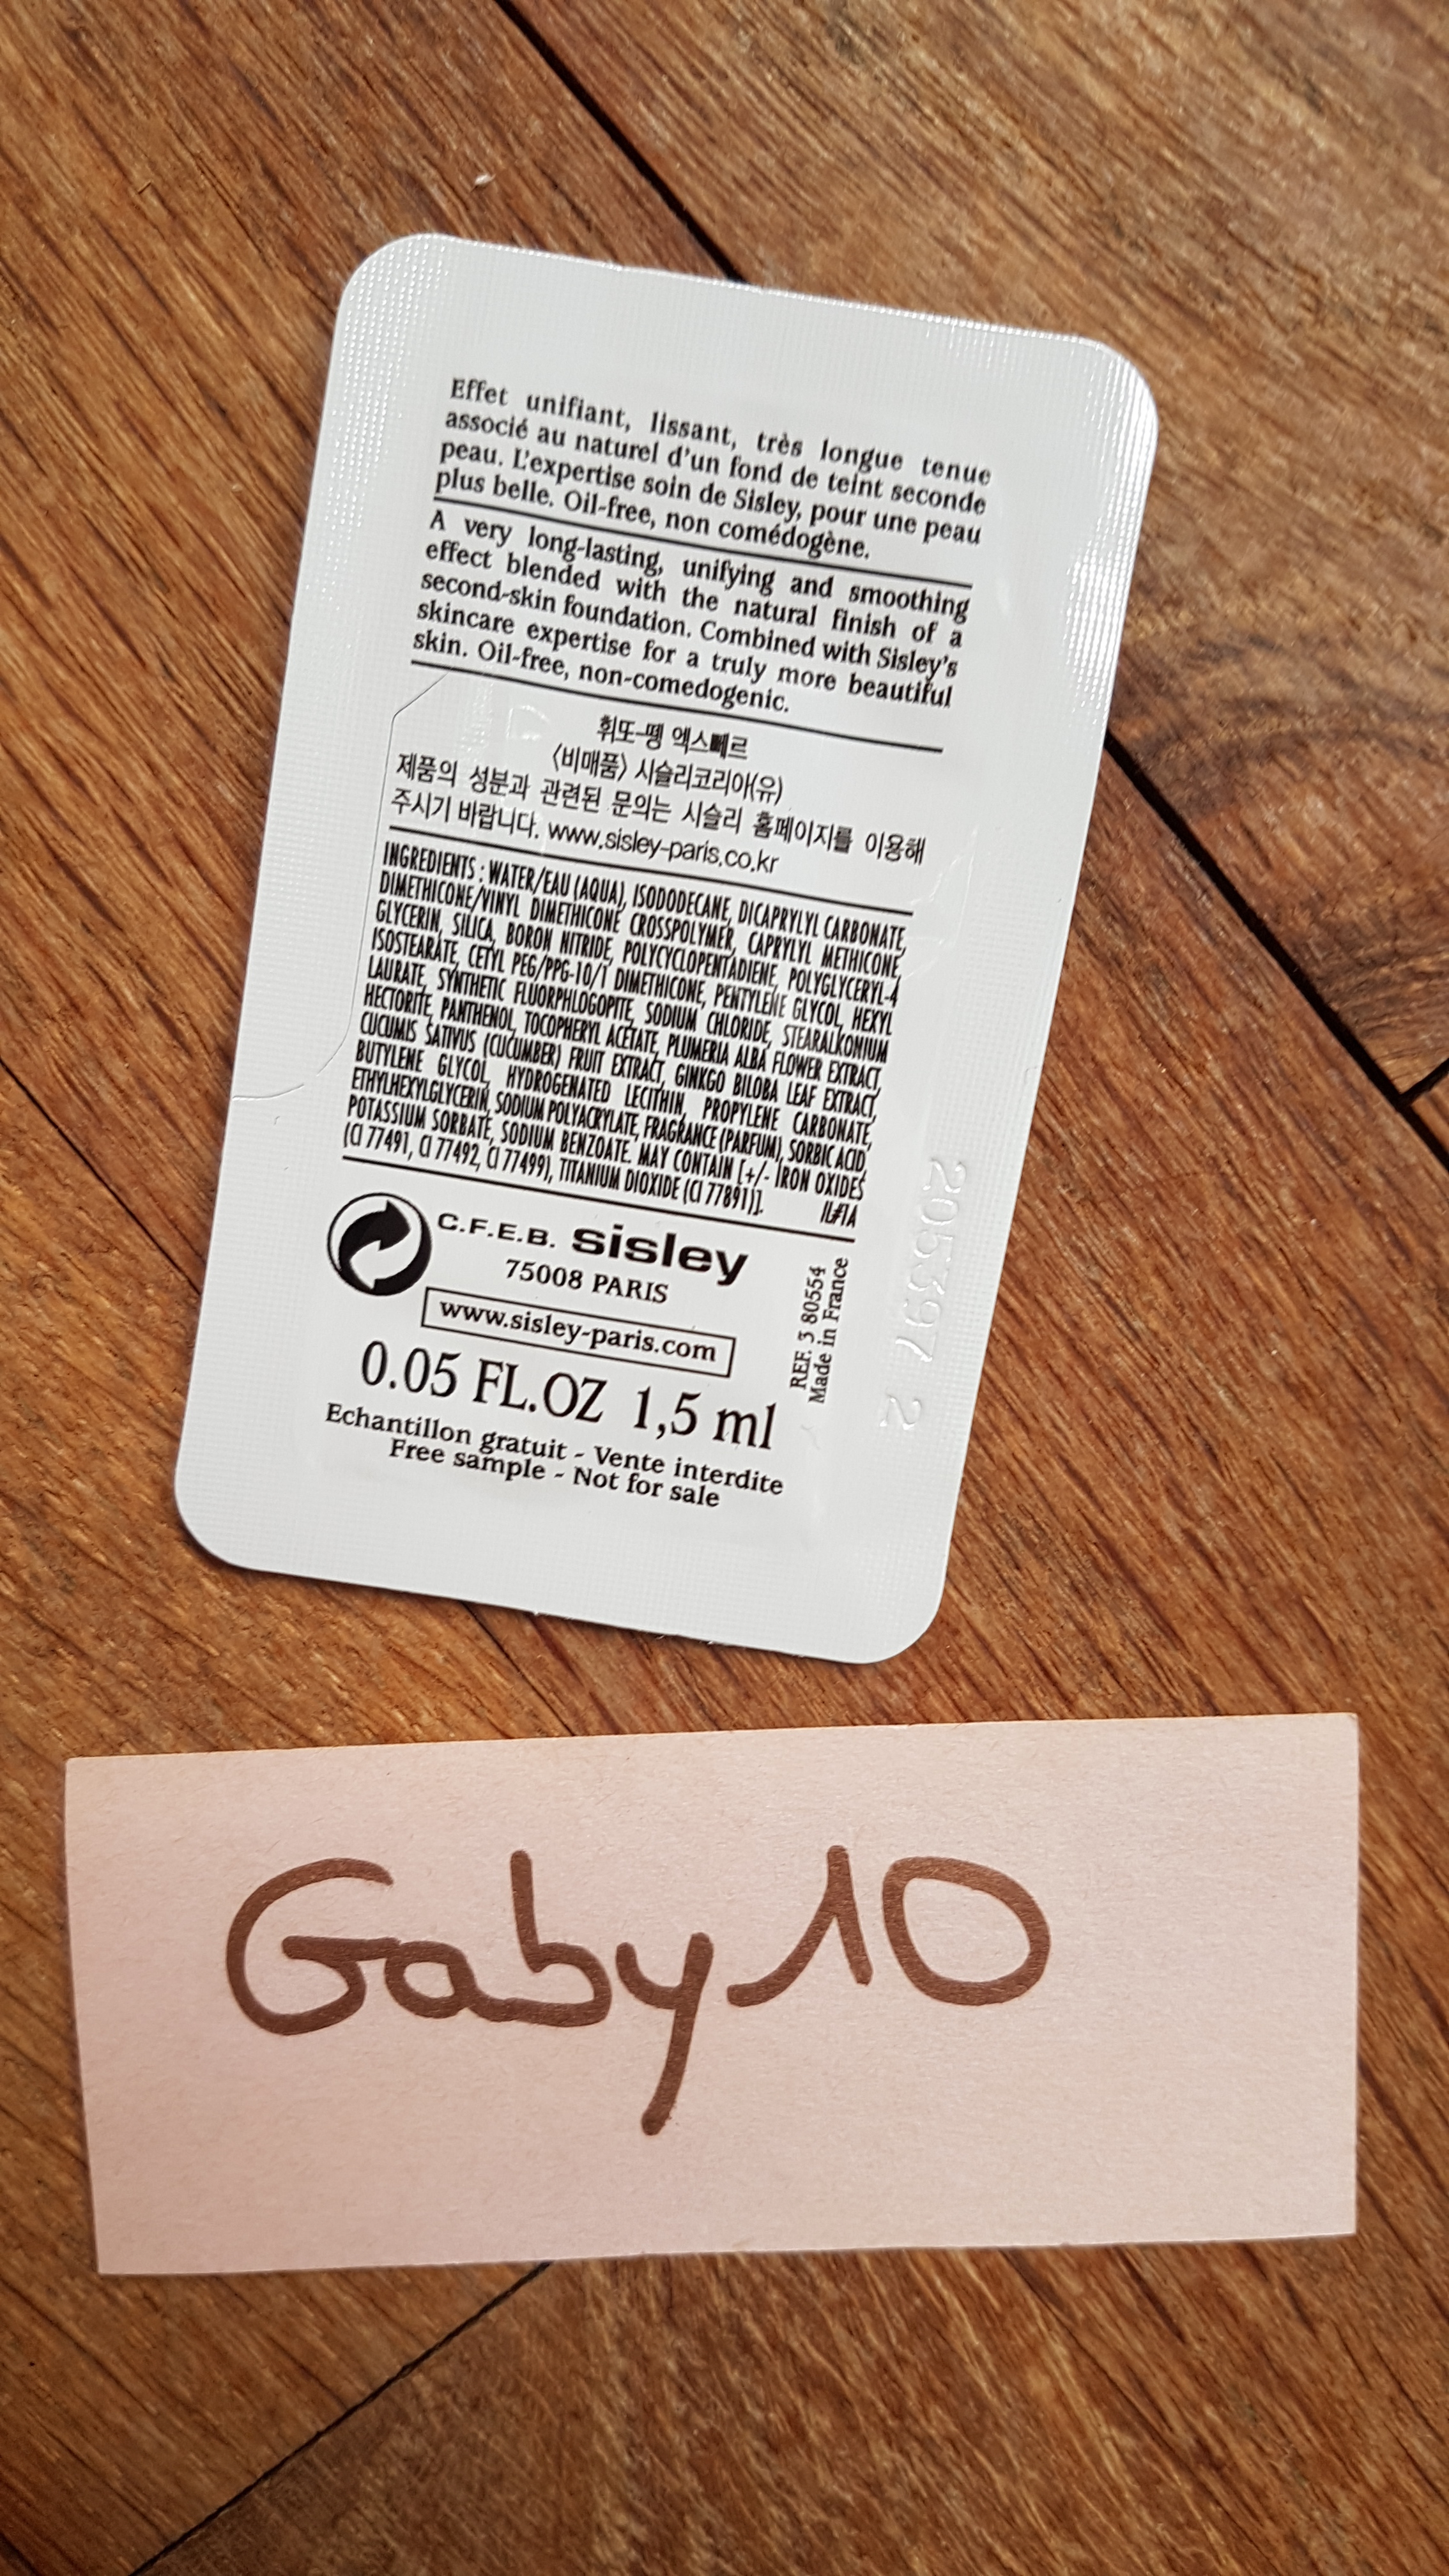 Effet unifiant, lissant, très longue tenue
associé au naturel d'un fond de teint seconde
peau. L'expertise soin de Sisley, pour une peau
plus belle. Oil-free, non comédogène.
A very long-lasting, unifying and smoothing
effect blended with the natural finish of a
second-skin foundation. Combined with Sisley's
skincare expertise for a truly more beautiful
skin. Oil-free, non-comedogenic.
휘또-뗑 엑스빼르
〈비매품〉 시슬리코리아(유)
제품의 성분과 관련된 문의는 시슬리 홈페이지를 이용해
주시기 바랍니다. www.sisley-paris.co.kr
INGREDIENTS : WATER/EAU (AQUA), ISODODECANE, DICAPRYLYL CARBONATE,
DIMETHICONE/VINYL DIMETHICONE CROSSPOLYMER, CAPRYLYL METHICONE,
GLYCERIN, SILICA, BORON NITRIDE, POLYCYCLOPENTADIENE, POLYGLYCERYL-4
ISOSTEARATE, CETYL PEG/PPG-10/1 DIMETHICONE, PENTYLENE GLYCOL, HEXYL
LAURATE, SYNTHETIC FLUORPHLOGOPITE, SODIUM CHLORIDE, STEARALKONIUM
HECTORITE, PANTHENOL, TOCOPHERYL ACETATE, PLUMERIA ALBA FLOWER EXTRACT,
CUCUMIS SATIVUS (CUCUMBER) FRUIT EXTRACT, GINKGO BILOBA LEAF EXTRACT,
BUTYLENE GLYCOL, HYDROGENATED LECITHIN, PROPYLENE CARBONATE,
ETHYLHEXYLGLYCERIN, SODIUM POLYACRYLATE, FRAGRANCE (PARFUM), SORBIC ACID,
POTASSIUM SORBATE, SODIUM BENZOATE. MAY CONTAIN [+/- IRON OXIDES
(CI 77491, CI 77492, CI 77499), TITANIUM DIOXIDE (CI 77891)]. IL#1A
C.F.E.B. sisley
75008 PARIS
www.sisley-paris.com
REF. 3 80554
Made in France
205397 2
0.05 FL.OZ 1,5 ml
Echantillon gratuit - Vente interdite
Free sample - Not for sale
Gaby10